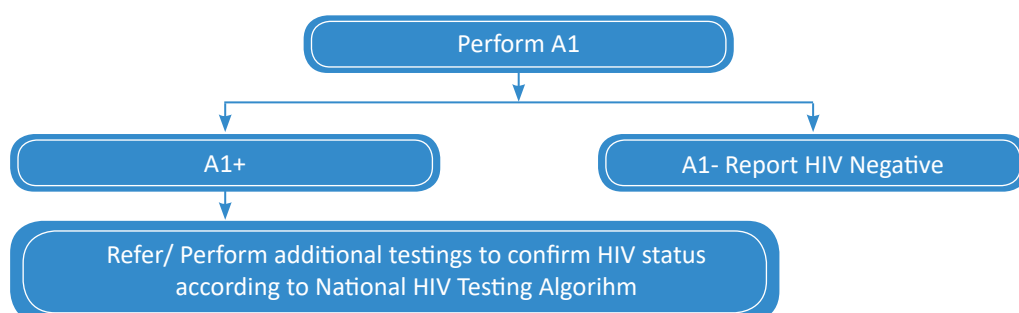 Perform A1
A1+
A1- Report HIV Negative
Refer/ Perform additional testings to confirm HIV status
according to National HIV Testing Algorihm